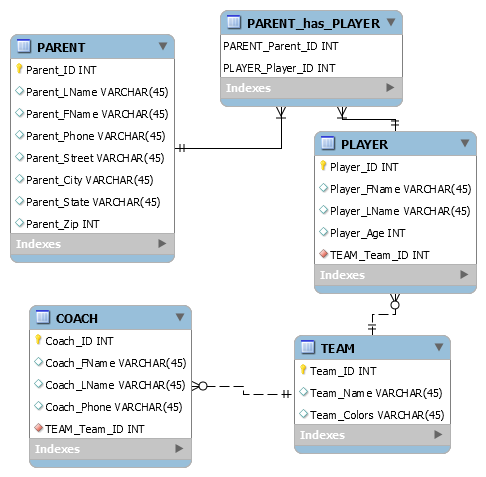 PARENT_has_PLAYER
PARENT_Parent_ID INT
PLAYER_Player_ID INT
Indexes
PARENT
Parent_ID INT
Parent_LName VARCHAR(45)
Parent_FName VARCHAR(45)
Parent_Phone VARCHAR(45)
Parent_Street VARCHAR(45)
Parent_City VARCHAR(45)
Parent_State VARCHAR(45)
Parent_Zip INT
Indexes
PLAYER
Player_ID INT
Player_FName VARCHAR(45)
Player_LName VARCHAR(45)
Player_Age INT
TEAM_Team_ID INT
Indexes
COACH
Coach_ID INT
Coach_FName VARCHAR(45)
Coach_LName VARCHAR(45)
Coach_Phone VARCHAR(45)
TEAM_Team_ID INT
Indexes
TEAM
Team_ID INT
Team_Name VARCHAR(45)
Team_Colors VARCHAR(45)
Indexes